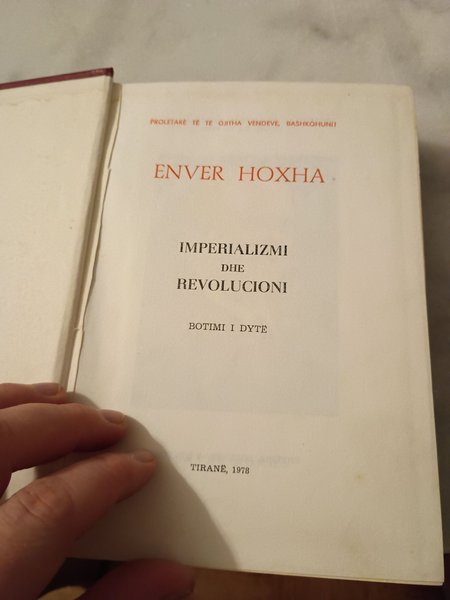 PROLETARË TË TË GJITHA VENDEVE, BASHKOHUNI!
ENVER HOXHA
IMPERIALIZMI
DHE
REVOLUCIONI
BOTIMI I DYTË
TIRANË, 1978